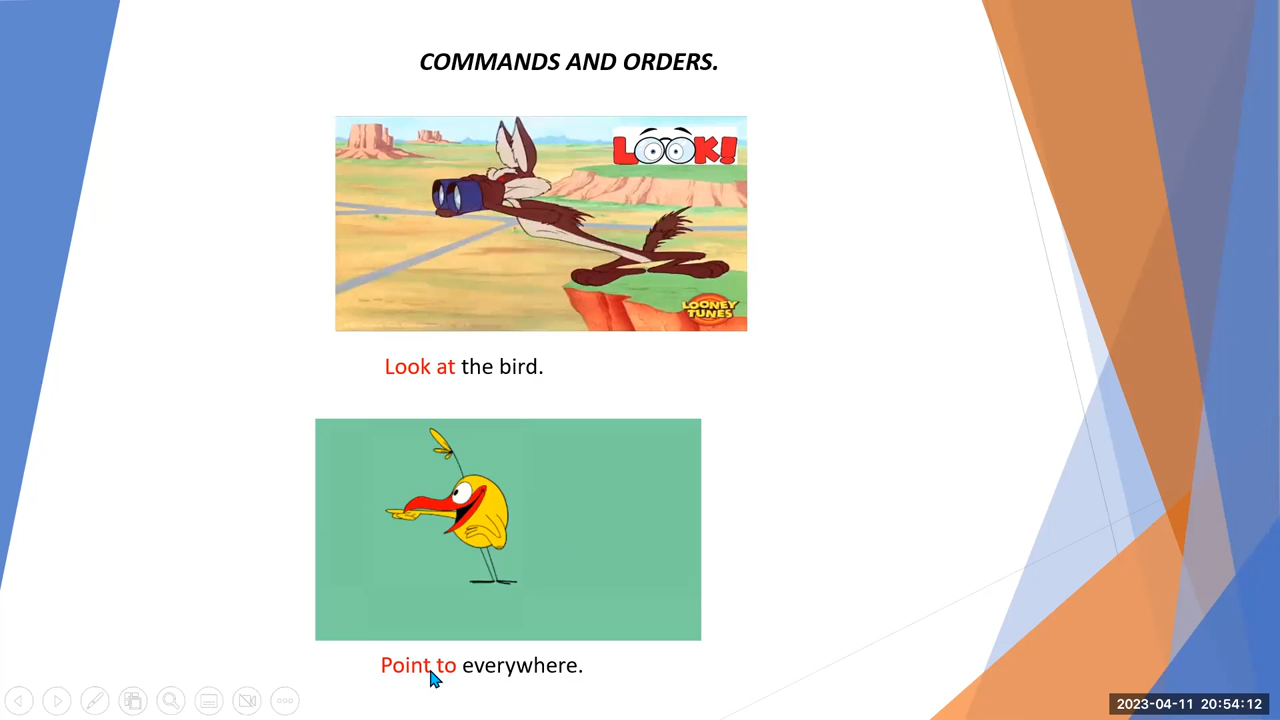 COMMANDS AND ORDERS.
LOOK!
LOONEY
TUNES
Look at the bird.
Point to everywhere.
2023-04-11 20:54:12